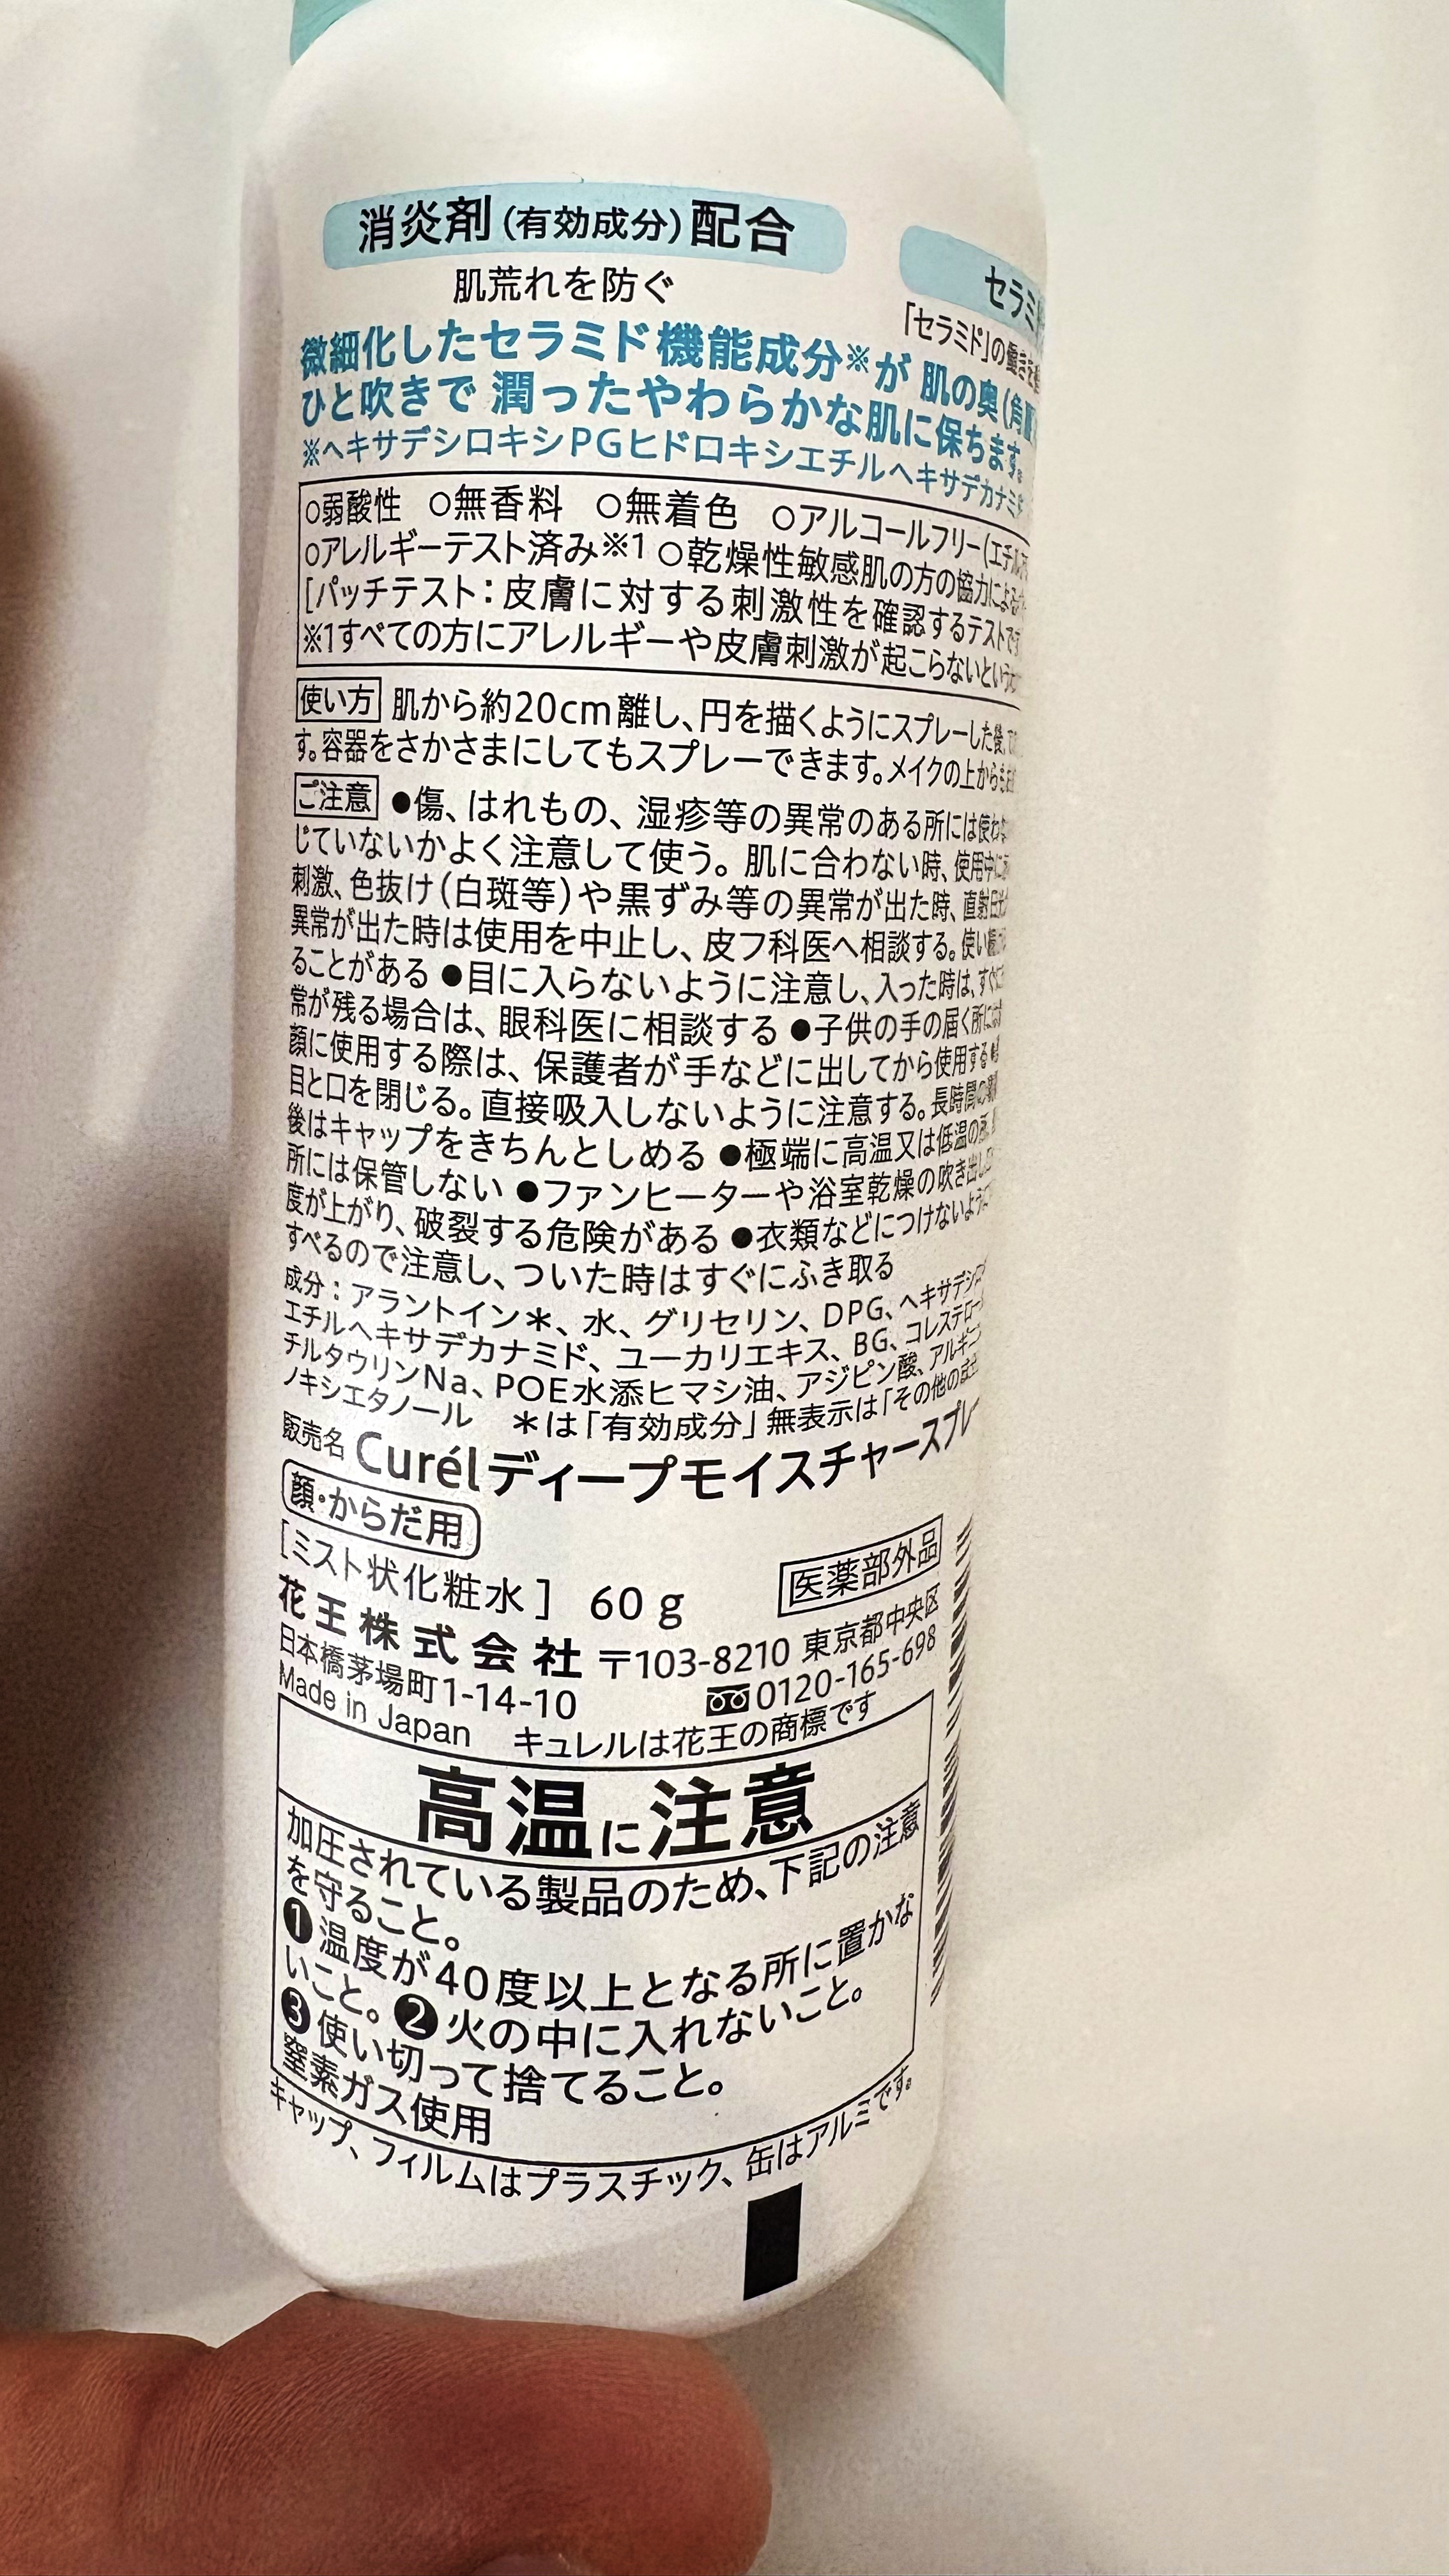 消炎剤(有効成分)配合
肌荒れを防ぐ
セラミ
「セラミド」の働きを
微細化したセラミド機能成分※が 肌の奥(角層
ひと吹きで 潤ったやわらかな肌に保ちます。
※ヘキサデシロキシPGヒドロキシエチルヘキサデカナミド
○弱酸性 ○無香料 ○無着色 ○アルコールフリー(エチル
○アレルギーテスト済み※1 ○乾燥性敏感肌の方の協力による
[パッチテスト:皮膚に対する刺激性を確認するテストです
※1すべての方にアレルギーや皮膚刺激が起こらないという
使い方 肌から約20cm離し、円を描くようにスプレーした後、
す。容器をさかさまにしてもスプレーできます。メイクの上からも
ご注意 ●傷、はれもの、湿疹等の異常のある所には使わ
じていないかよく注意して使う。肌に合わない時、使用中に
刺激、色抜け(白斑等)や黒ずみ等の異常が出た時、直射日光
異常が出た時は使用を中止し、皮フ科医へ相談する。使い続
ることがある ●目に入らないように注意し、入った時は、すぐ
常が残る場合は、眼科医に相談する ●子供の手の届く所に
顔に使用する際は、保護者が手などに出してから使用する
目と口を閉じる。直接吸入しないように注意する。長時間
後はキャップをきちんとしめる ●極端に高温又は低温の所、
所には保管しない ●ファンヒーターや浴室乾燥の吹き出し口
度が上がり、破裂する危険がある ●衣類などにつけないよう
すべるので注意し、ついた時はすぐにふき取る
成分:アラントイン＊、水、グリセリン、DPG、ヘキサデシロ
エチルヘキサデカナミド、ユーカリエキス、BG、コレステロー
チルタウリンNa、POE水添ヒマシ油、アジピン酸、アルギニ
ノキシエタノール ＊は「有効成分」無表示は「その他の成分
販売名 Curélディープモイスチャースプレー
顔・からだ用
[ミスト状化粧水] 60g 医薬部外品
花王株式会社 〒103-8210 東京都中央区
日本橋茅場町1-14-10 0120-165-698
Made in Japan キュレルは花王の商標です
高温に注意
加圧されている製品のため、下記の注意
を守ること。
❶温度が40度以上となる所に置かな
いこと。❷火の中に入れないこと。
❸使い切って捨てること。
窒素ガス使用
キャップ、フィルムはプラスチック、缶はアルミです。